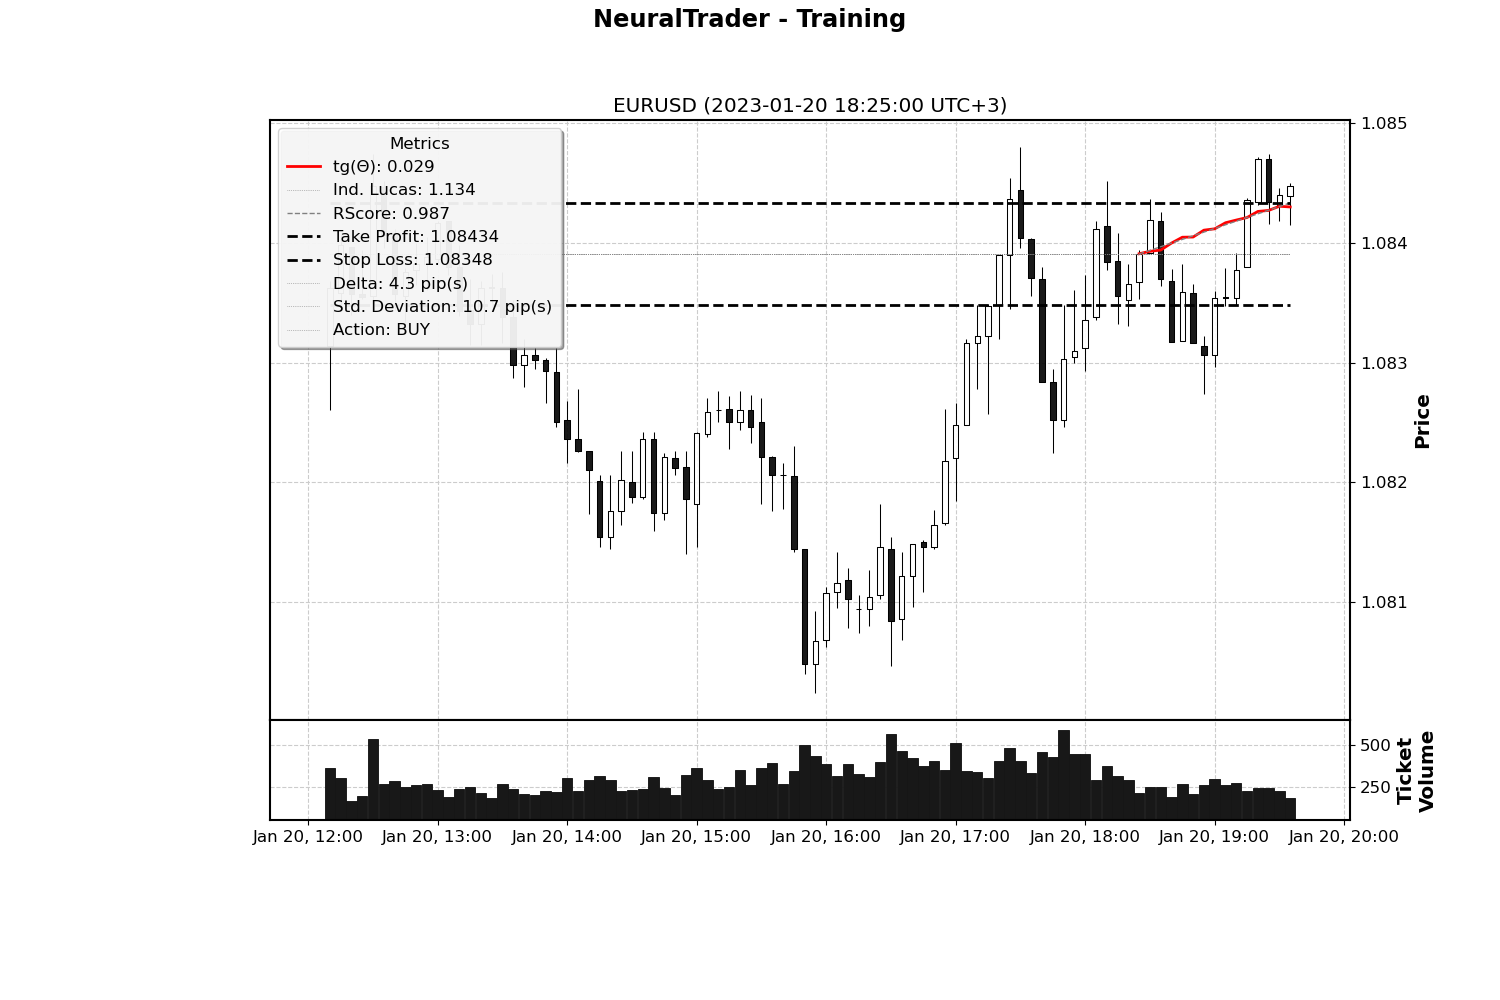 NeuralTrader - Training
EURUSD (2023-01-20 18:25:00 UTC+3)
Metrics
tg(Θ): 0.029
Ind. Lucas: 1.134
RScore: 0.987
Take Profit: 1.08434
Stop Loss: 1.08348
Delta: 4.3 pip(s)
Std. Deviation: 10.7 pip(s)
Action: BUY
1.085
1.084
1.083
1.082
1.081
Price
500
250
Ticket
Volume
Jan 20, 12:00
Jan 20, 13:00
Jan 20, 14:00
Jan 20, 15:00
Jan 20, 16:00
Jan 20, 17:00
Jan 20, 18:00
Jan 20, 19:00
Jan 20, 20:00